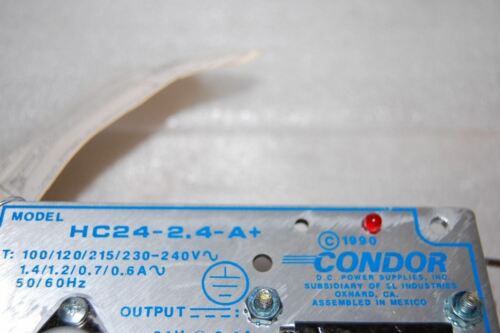 MODEL HC24-2.4-A+
T: 100/120/215/230-240V∿
1.4/1.2/0.7/0.6A∿
50/60Hz
OUTPUT
© 1990
CONDOR
D.C. POWER SUPPLIES, INC.
SUBSIDIARY OF SL INDUSTRIES
OXNARD, CA.
ASSEMBLED IN MEXICO